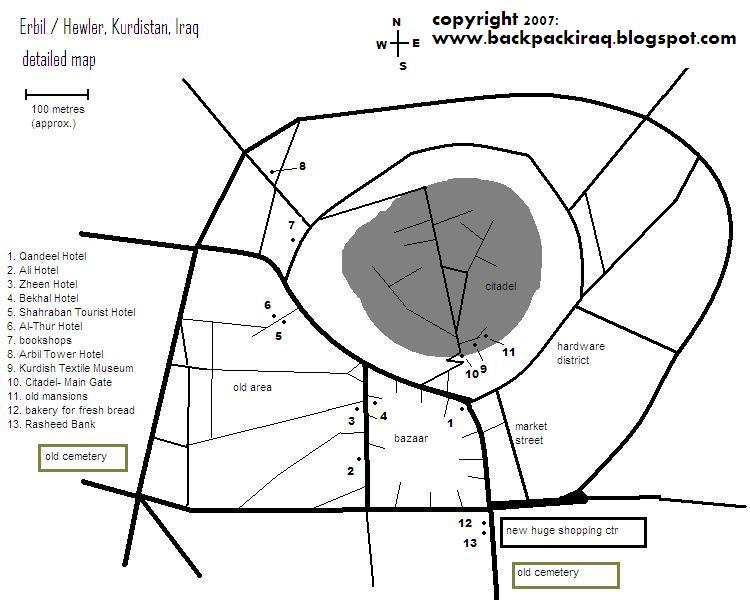 Erbil / Hewler, Kurdistan, Iraq
detailed map
100 metres
(approx.)
N
W E
S
copyright 2007:
www.backpackiraq.blogspot.com
8
7
6
5
citadel
11
10 9
hardware
district
1. Qandeel Hotel
2. Ali Hotel
3. Zheen Hotel
4. Bekhal Hotel
5. Shahraban Tourist Hotel
6. Al-Thur Hotel
7. bookshops
8. Arbil Tower Hotel
9. Kurdish Textile Museum
10. Citadel- Main Gate
11. old mansions
12. bakery for fresh bread
13. Rasheed Bank
old area
3
4
1
bazaar
market
street
2
old cemetery
12
13
new huge shopping ctr
old cemetery